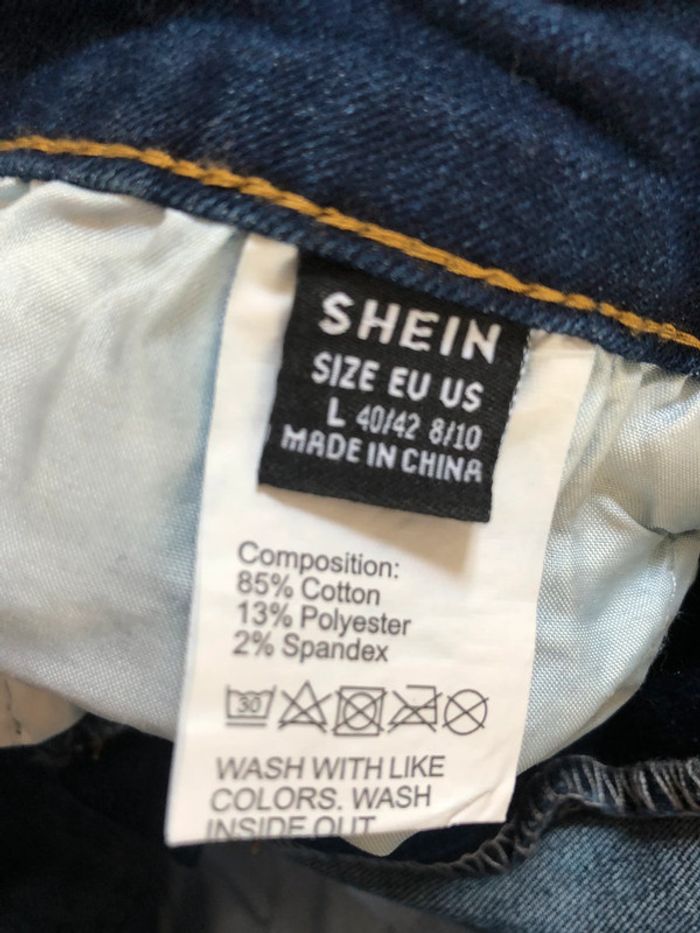 SHEIN
SIZE EU US
L 40/42 8/10
MADE IN CHINA
Composition:
85% Cotton
13% Polyester
2% Spandex
30
WASH WITH LIKE
COLORS. WASH
INSIDE OUT